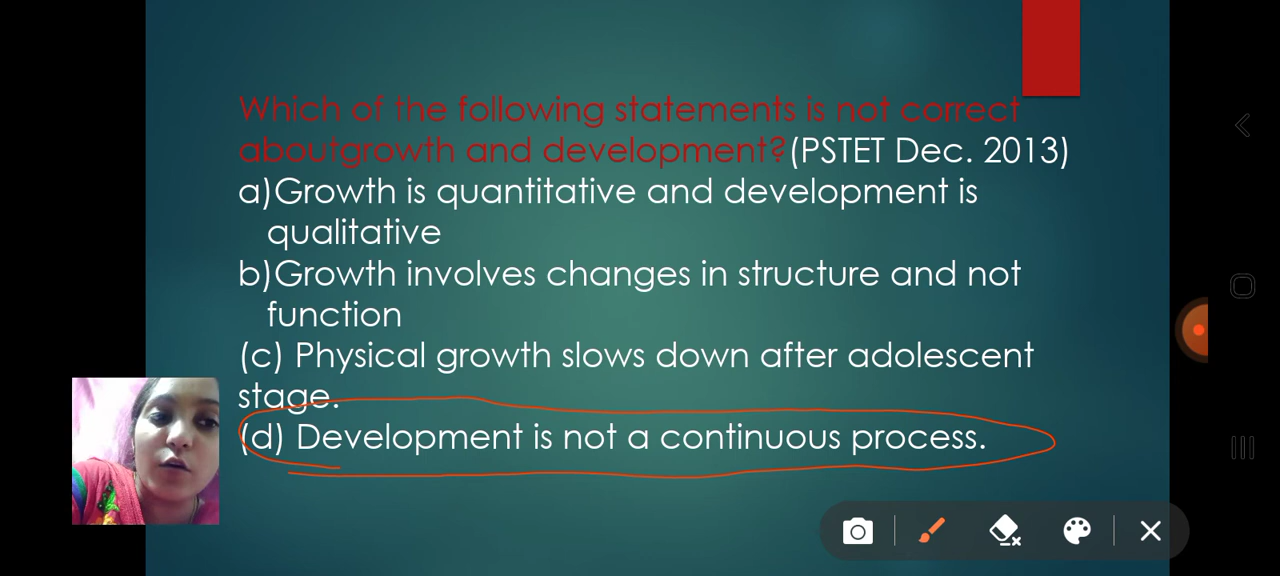 Which of the following statements is not correct
aboutgrowth and development?(PSTET Dec. 2013)
a)Growth is quantitative and development is
qualitative
b)Growth involves changes in structure and not
function
(c) Physical growth slows down after adolescent
stage.
(d) Development is not a continuous process.